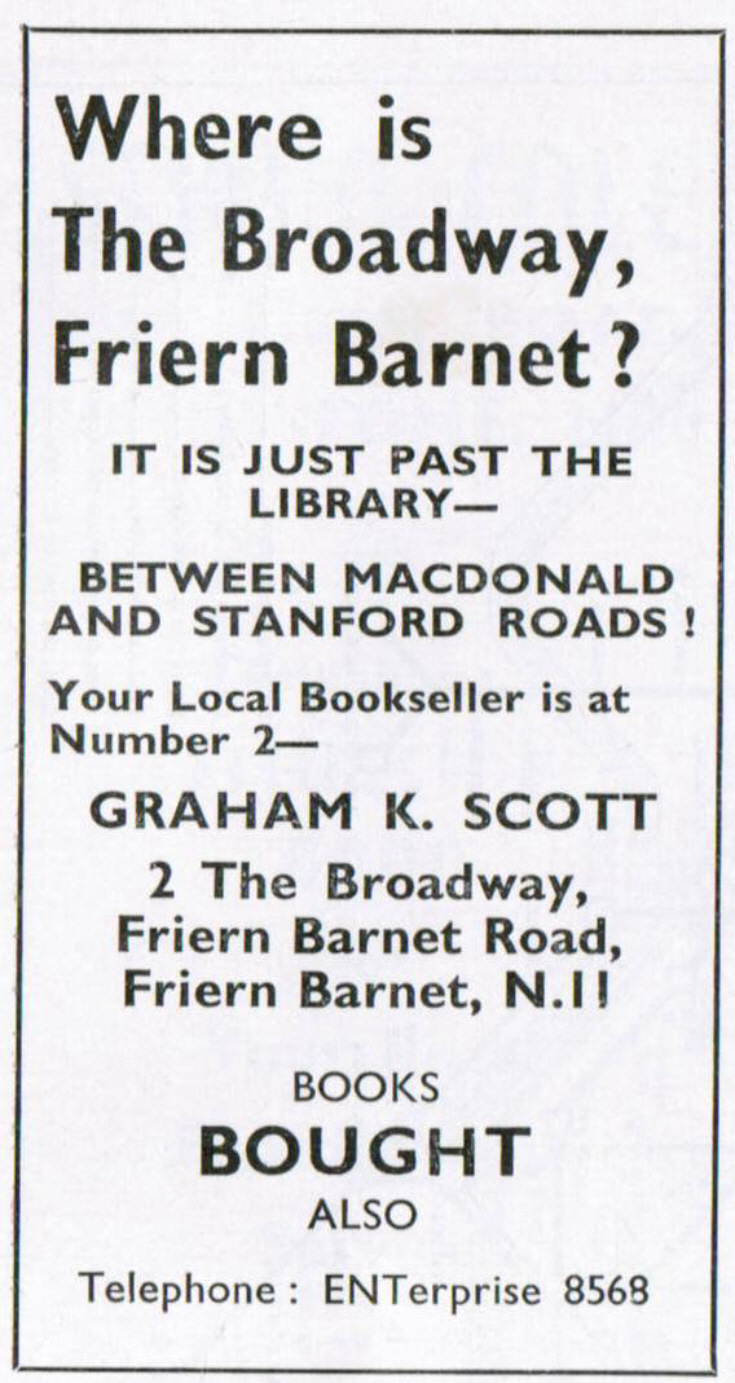 Where is
The Broadway,
Friern Barnet?
IT IS JUST PAST THE
LIBRARY—
BETWEEN MACDONALD
AND STANFORD ROADS!
Your Local Bookseller is at
Number 2—
GRAHAM K. SCOTT
2 The Broadway,
Friern Barnet Road,
Friern Barnet, N.11
BOOKS
BOUGHT
ALSO
Telephone: ENTerprise 8568